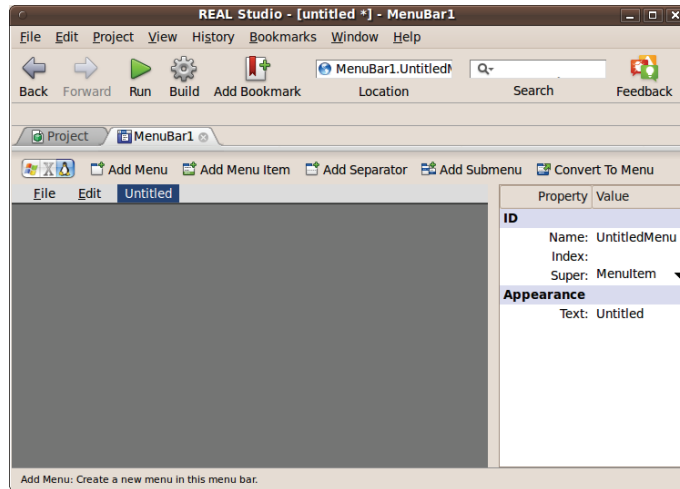 REAL Studio - [untitled *] - MenuBar1
File Edit Project View History Bookmarks Window Help
MenuBar1.Untitled
Back Forward Run Build Add Bookmark Location Search Feedback
Project MenuBar1
Add Menu Add Menu Item Add Separator Add Submenu Convert To Menu
File Edit Untitled
Property Value
ID
Name: UntitledMenu
Index:
Super: MenuItem
Appearance
Text: Untitled
Add Menu: Create a new menu in this menu bar.